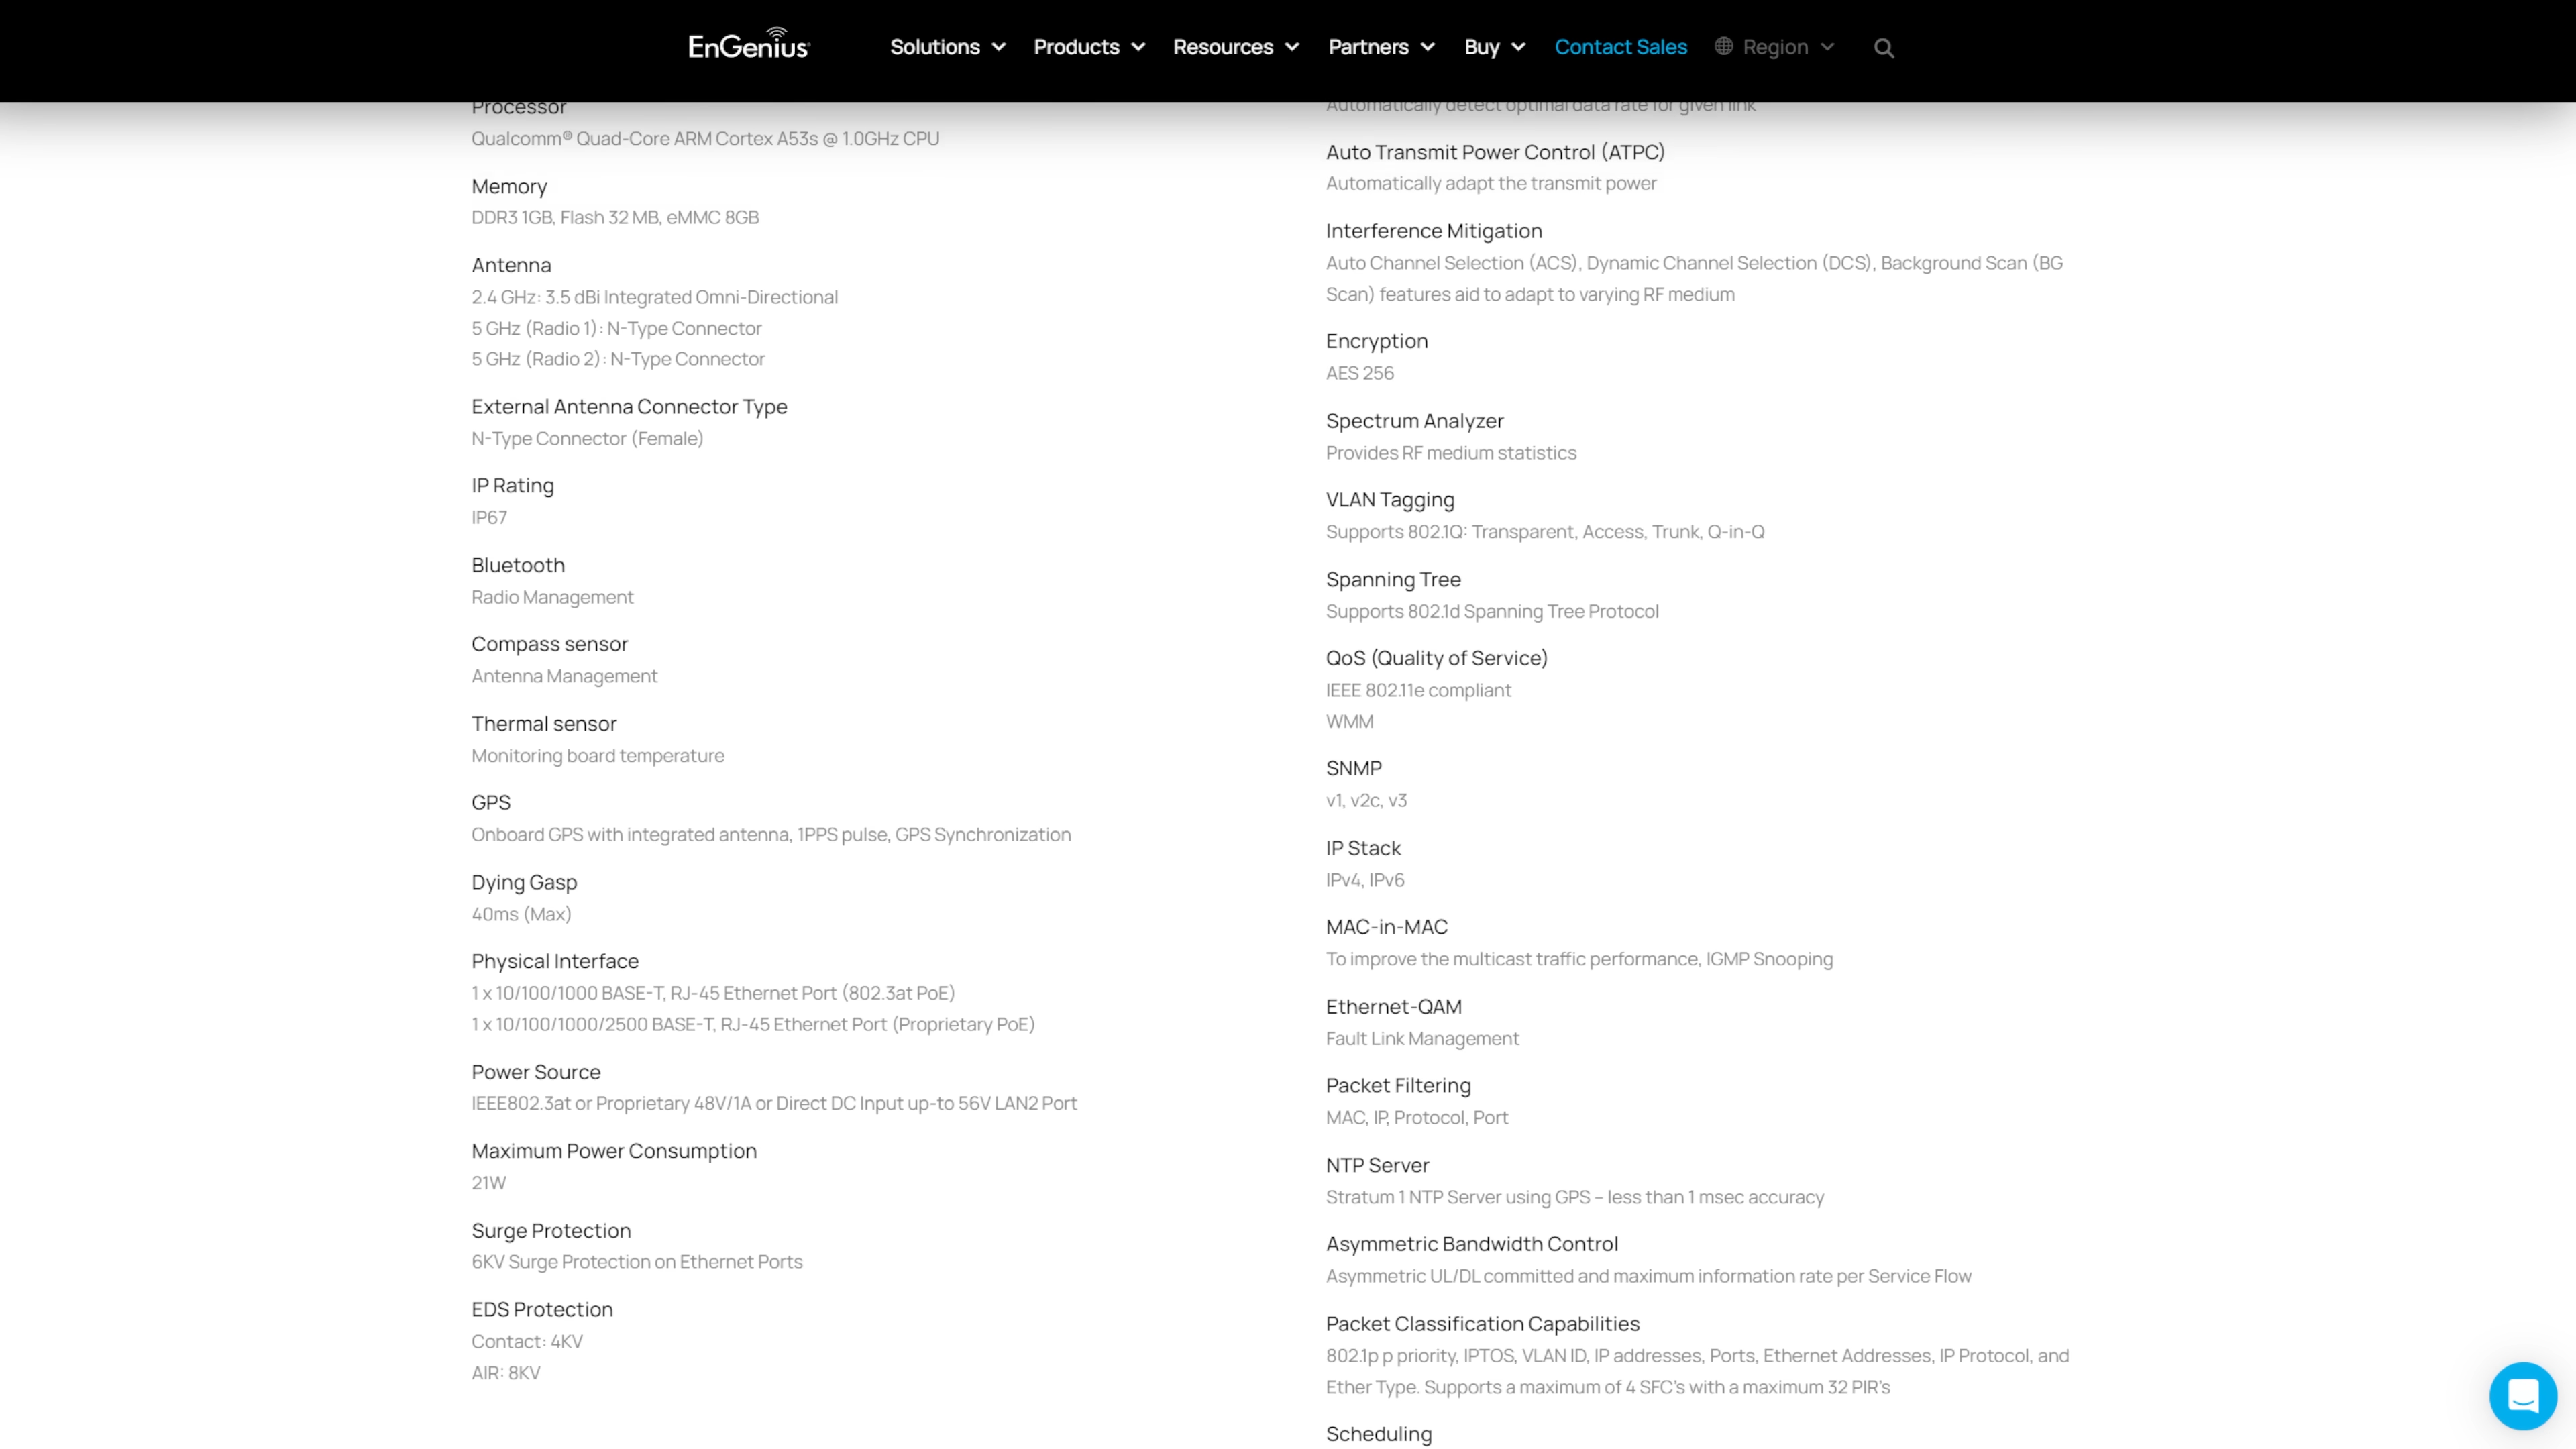 EnGenius
Solutions
Products
Resources
Partners
Buy
Contact Sales
Region
Processor
Qualcomm® Quad-Core ARM Cortex A53s @ 1.0GHz CPU
Memory
DDR3 1GB, Flash 32 MB, eMMC 8GB
Antenna
2.4 GHz: 3.5 dBi Integrated Omni-Directional
5 GHz (Radio 1): N-Type Connector
5 GHz (Radio 2): N-Type Connector
External Antenna Connector Type
N-Type Connector (Female)
IP Rating
IP67
Bluetooth
Radio Management
Compass sensor
Antenna Management
Thermal sensor
Monitoring board temperature
GPS
Onboard GPS with integrated antenna, 1PPS pulse, GPS Synchronization
Dying Gasp
40ms (Max)
Physical Interface
1 x 10/100/1000 BASE-T, RJ-45 Ethernet Port (802.3at PoE)
1 x 10/100/1000/2500 BASE-T, RJ-45 Ethernet Port (Proprietary PoE)
Power Source
IEEE802.3at or Proprietary 48V/1A or Direct DC Input up-to 56V LAN2 Port
Maximum Power Consumption
21W
Surge Protection
6KV Surge Protection on Ethernet Ports
EDS Protection
Contact: 4KV
AIR: 8KV
Automatically detect optimal data rate for given link
Auto Transmit Power Control (ATPC)
Automatically adapt the transmit power
Interference Mitigation
Auto Channel Selection (ACS), Dynamic Channel Selection (DCS), Background Scan (BG
Scan) features aid to adapt to varying RF medium
Encryption
AES 256
Spectrum Analyzer
Provides RF medium statistics
VLAN Tagging
Supports 802.1Q: Transparent, Access, Trunk, Q-in-Q
Spanning Tree
Supports 802.1d Spanning Tree Protocol
QoS (Quality of Service)
IEEE 802.11e compliant
WMM
SNMP
v1, v2c, v3
IP Stack
IPv4, IPv6
MAC-in-MAC
To improve the multicast traffic performance, IGMP Snooping
Ethernet-QAM
Fault Link Management
Packet Filtering
MAC, IP, Protocol, Port
NTP Server
Stratum 1 NTP Server using GPS – less than 1 msec accuracy
Asymmetric Bandwidth Control
Asymmetric UL/DL committed and maximum information rate per Service Flow
Packet Classification Capabilities
802.1p p priority, IPTOS, VLAN ID, IP addresses, Ports, Ethernet Addresses, IP Protocol, and
Ether Type. Supports a maximum of 4 SFC's with a maximum 32 PIR's
Scheduling